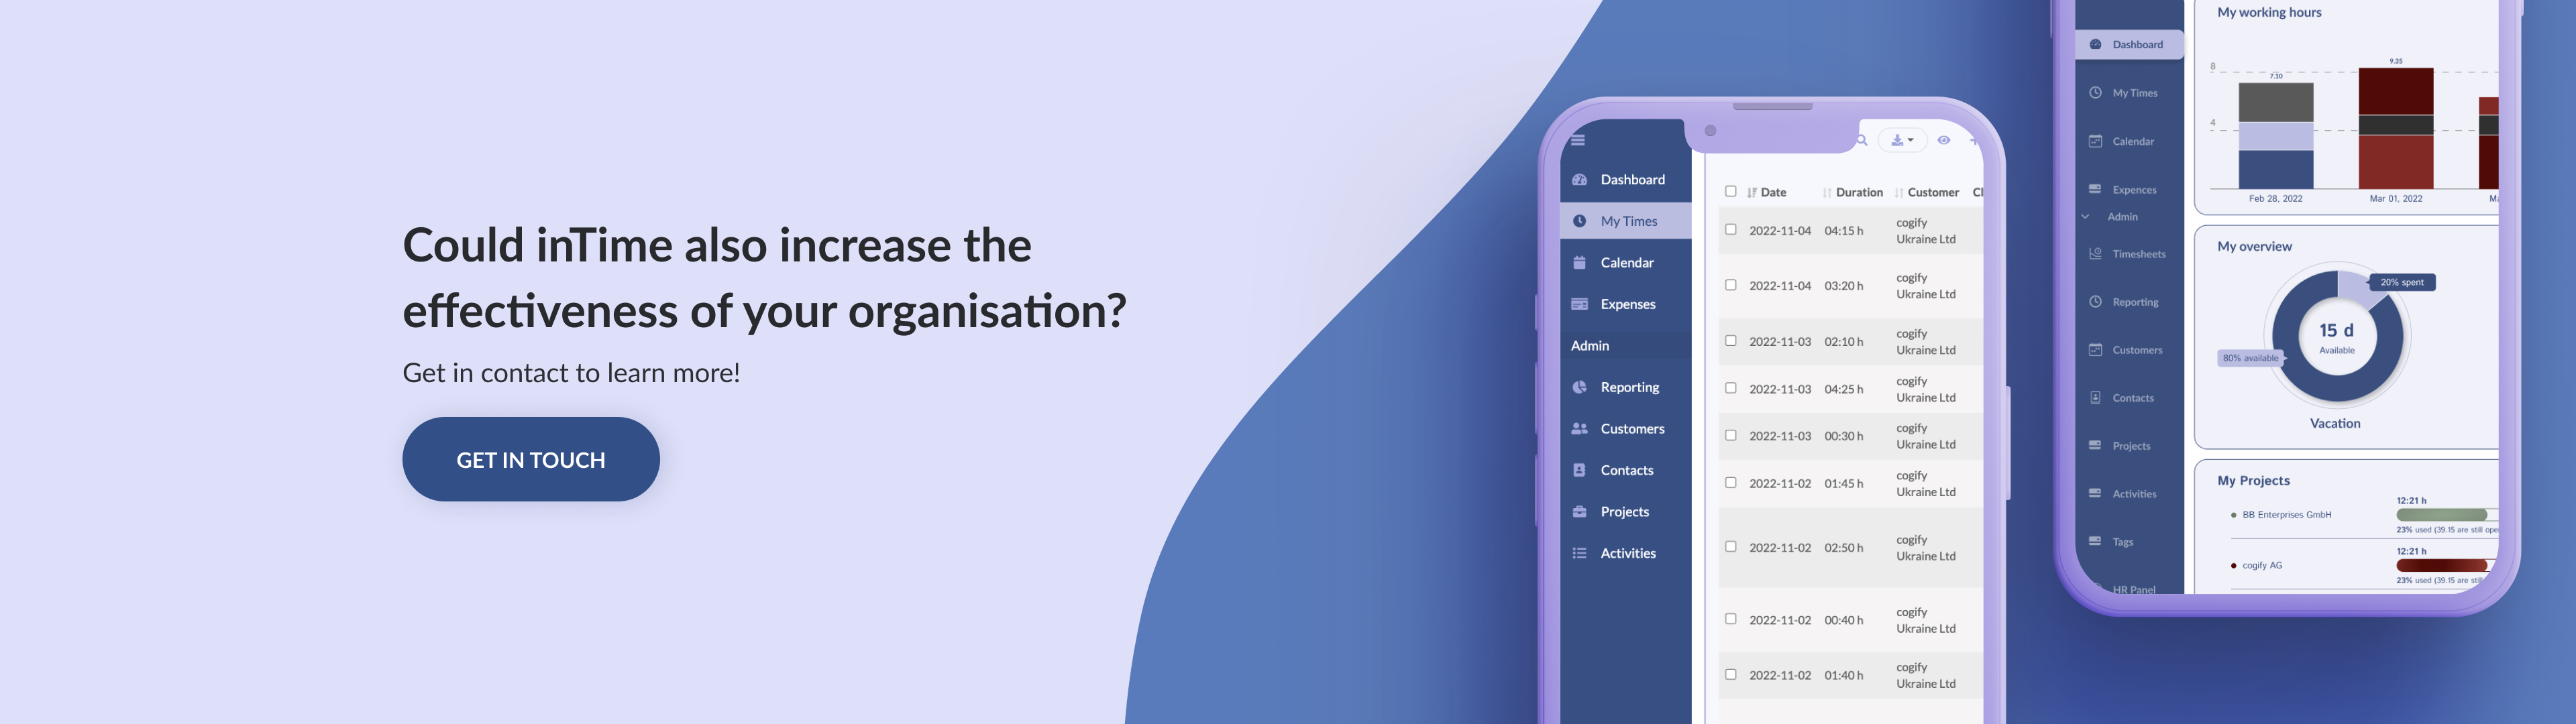 Could inTime also increase the
effectiveness of your organisation?
Get in contact to learn more!
GET IN TOUCH
Dashboard
My Times
Calendar
Expenses
Admin
Reporting
Customers
Contacts
Projects
Activities
Date Duration Customer Cl
2022-11-04 04:15 h cogify
Ukraine Ltd
2022-11-04 03:20 h cogify
Ukraine Ltd
2022-11-03 02:10 h cogify
Ukraine Ltd
2022-11-03 04:25 h cogify
Ukraine Ltd
2022-11-03 00:30 h cogify
Ukraine Ltd
2022-11-02 01:45 h cogify
Ukraine Ltd
2022-11-02 02:50 h cogify
Ukraine Ltd
2022-11-02 00:40 h cogify
Ukraine Ltd
2022-11-02 01:40 h cogify
Ukraine Ltd
Dashboard
My Times
Calendar
Expences
Admin
Timesheets
Reporting
Customers
Contacts
Projects
Activities
Tags
HR Panel
My working hours
9.35
8
7.10
4
Feb 28, 2022 Mar 01, 2022 Ma
My overview
20% spent
15 d
Available
80% available
Vacation
My Projects
12:21 h
BB Enterprises GmbH
23% used (39.15 are still ope
12:21 h
cogify AG
23% used (39.15 are still